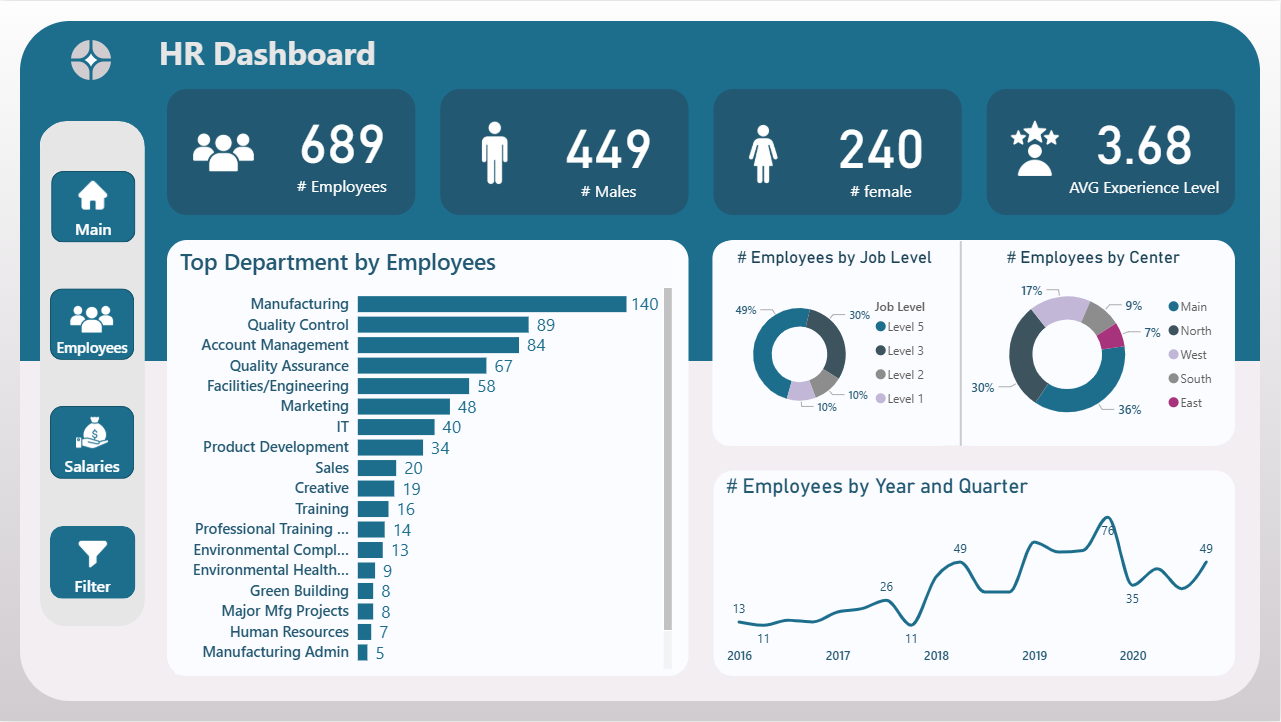 HR Dashboard
689
# Employees
449
# Males
240
# female
3.68
AVG Experience Level
Main
Employees
Salaries
Filter
Top Department by Employees
Manufacturing 140
Quality Control 89
Account Management 84
Quality Assurance 67
Facilities/Engineering 58
Marketing 48
IT 40
Product Development 34
Sales 20
Creative 19
Training 16
Professional Training ... 14
Environmental Compl... 13
Environmental Health... 9
Green Building 8
Major Mfg Projects 8
Human Resources 7
Manufacturing Admin 5
# Employees by Job Level
49%
30%
10%
10%
Job Level
Level 5
Level 3
Level 2
Level 1
# Employees by Center
17%
9%
7%
30%
36%
Main
North
West
South
East
# Employees by Year and Quarter
13
11
26
11
49
76
35
49
2016 2017 2018 2019 2020